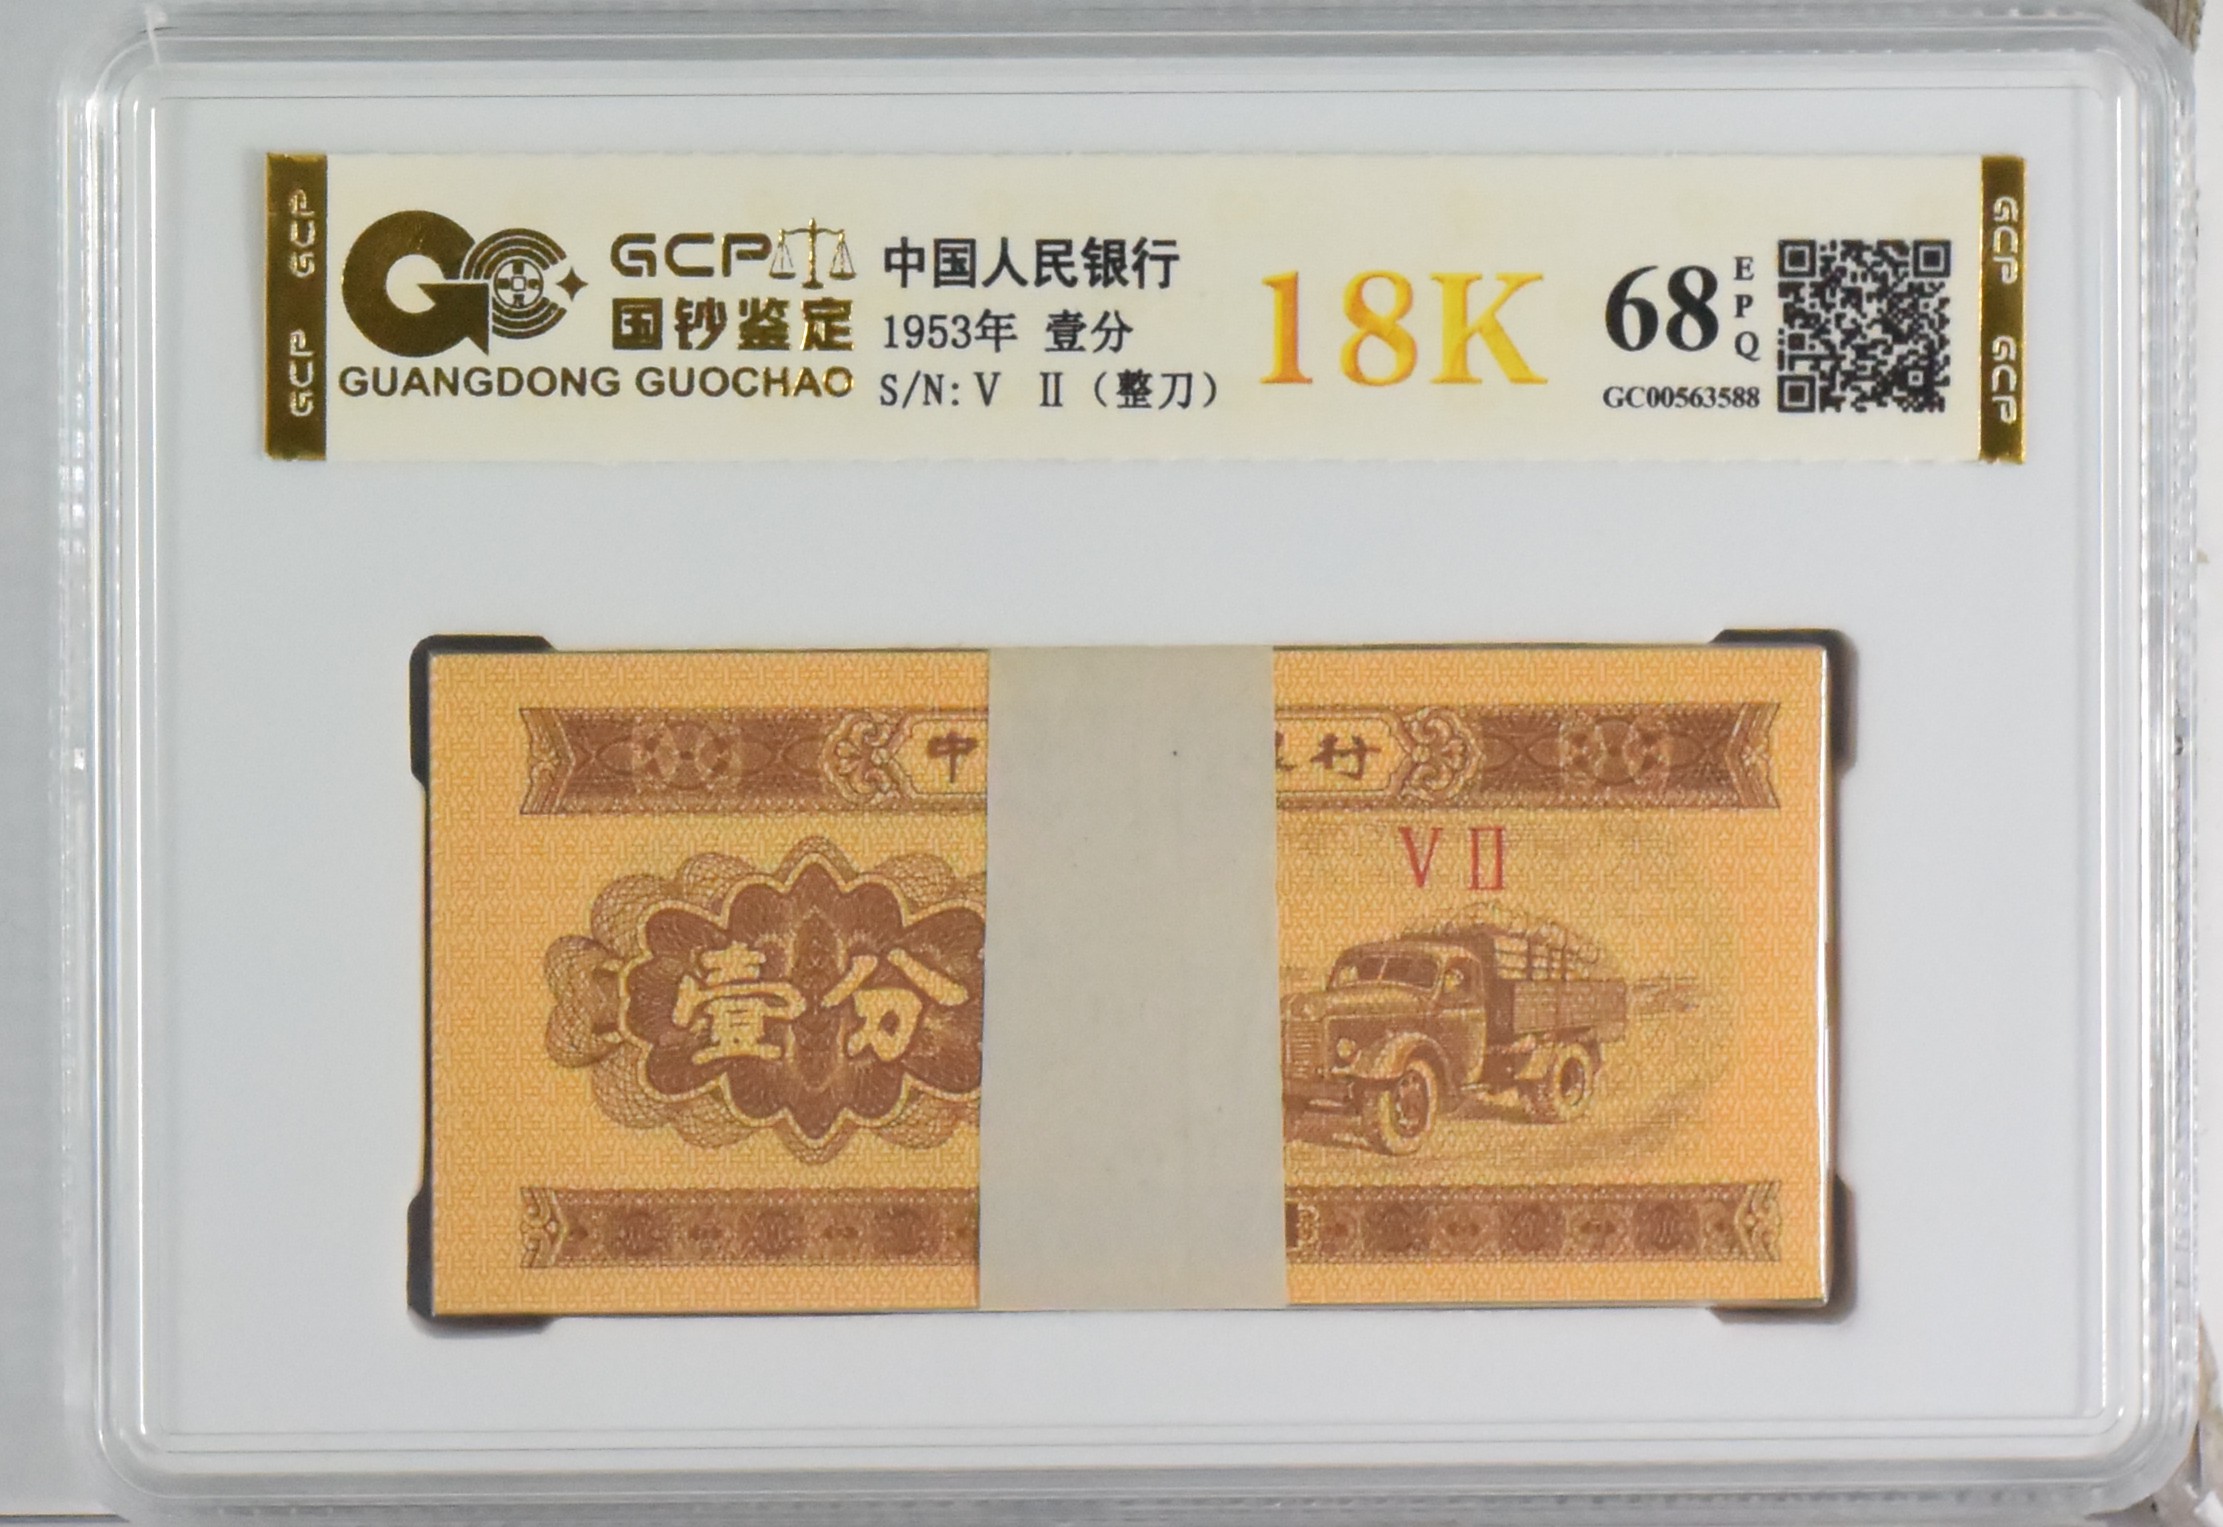 GCP GCP
GCP
国钞鉴定
GUANGDONG GUOCHAO
中国人民银行
1953年 壹分
S/N: V Ⅱ（整刀）
18K
68
EPQ
GC00563588
GCP GCP
中 行
V Ⅱ
壹分